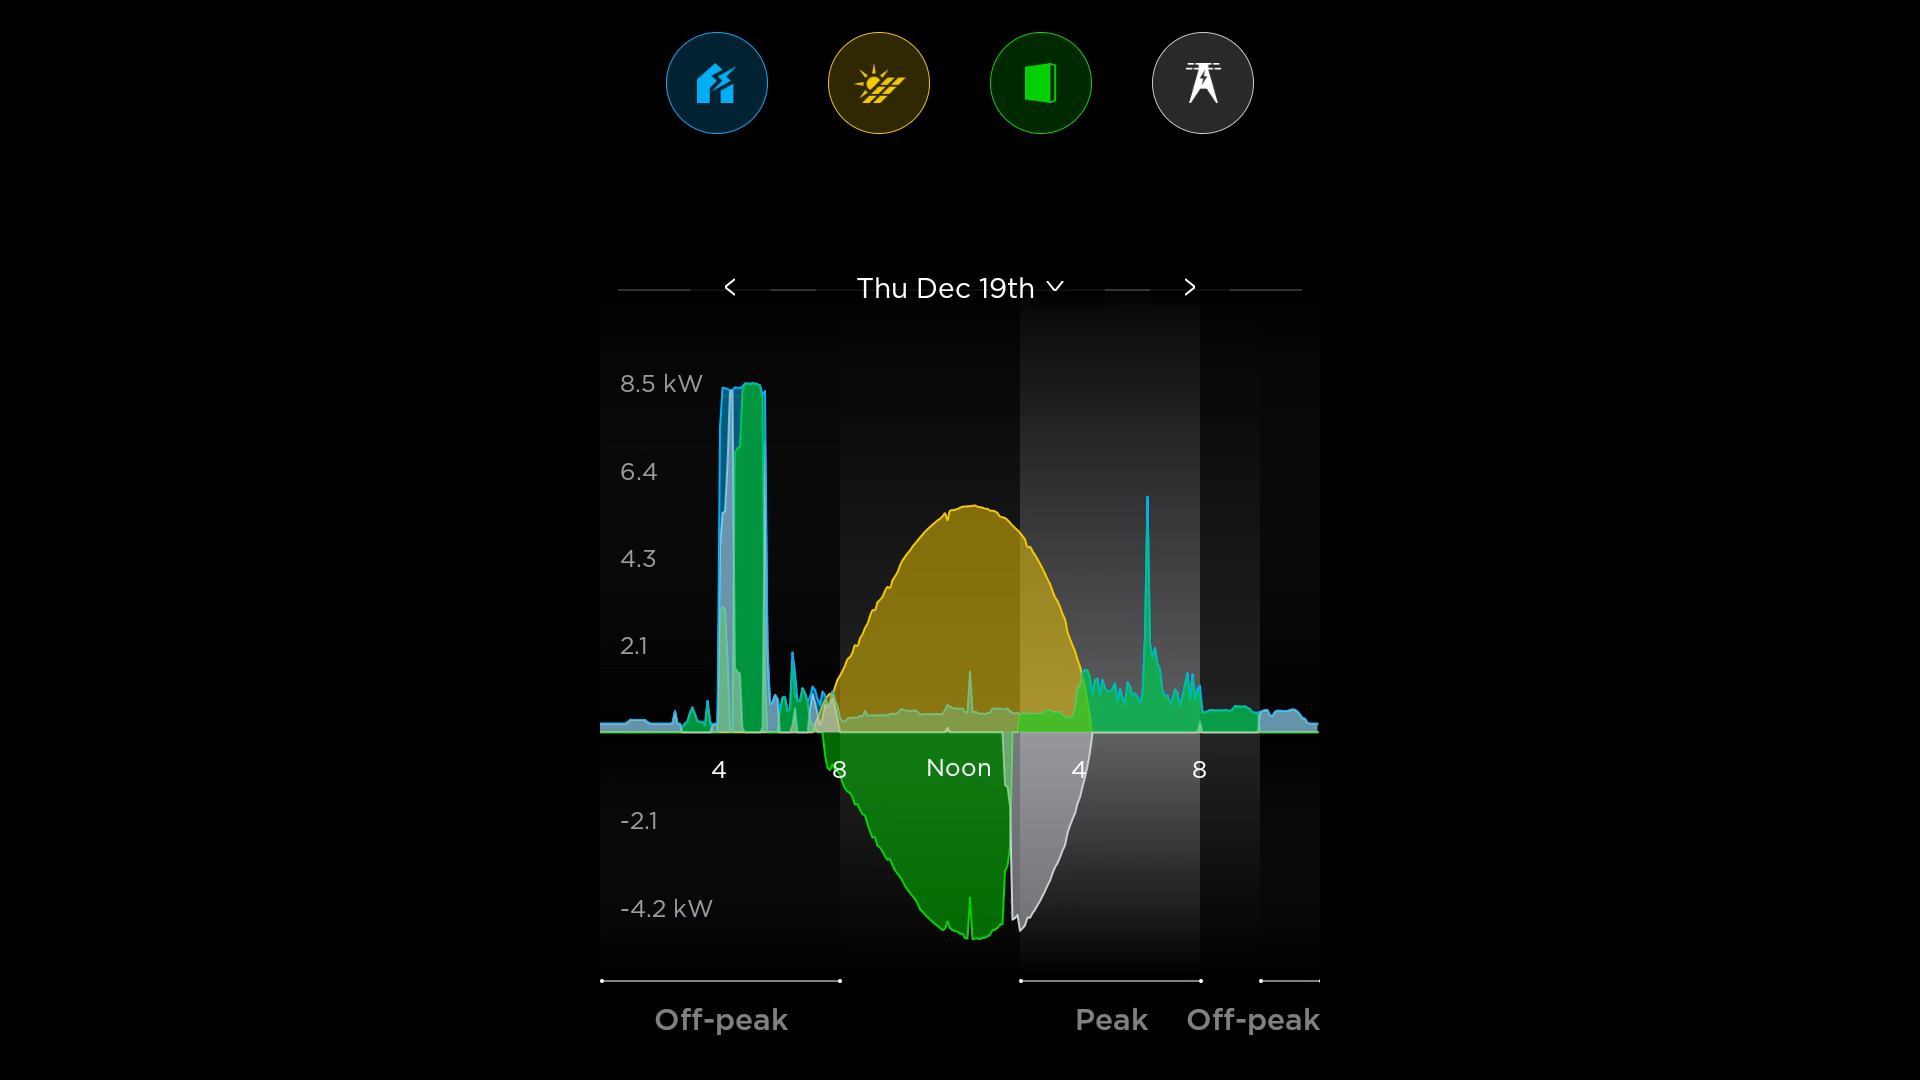 Thu Dec 19th
8.5 kW
6.4
4.3
2.1
4 8 Noon 4 8
-2.1
-4.2 kW
Off-peak Peak Off-peak